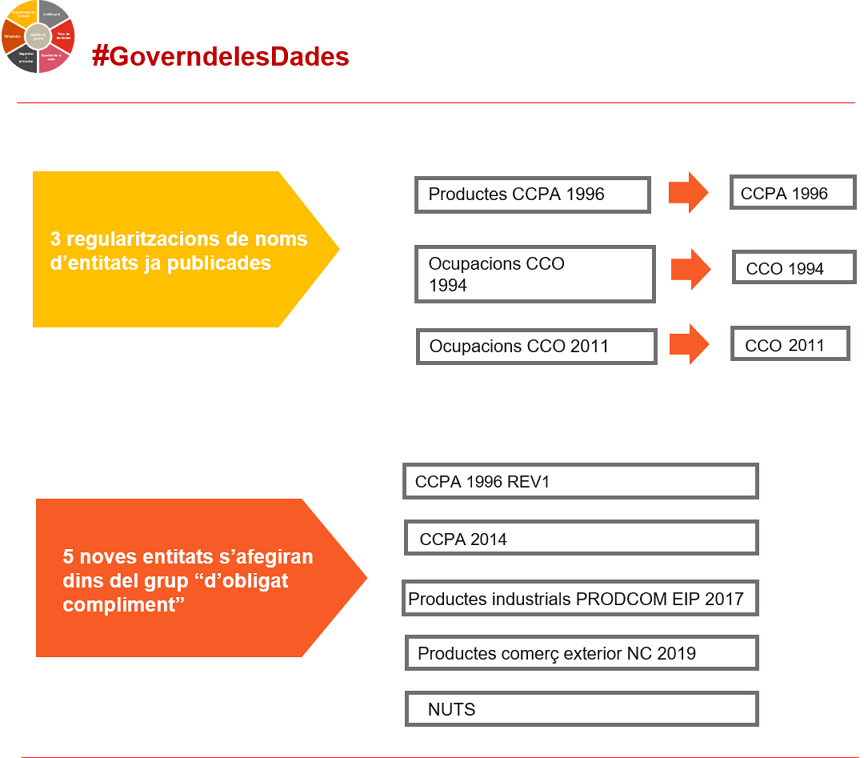 #GoverndelesDades
3 regularitzacions de noms
d’entitats ja publicades
Productes CCPA 1996
CCPA 1996
Ocupacions CCO
1994
CCO 1994
Ocupacions CCO 2011
CCO 2011
5 noves entitats s’afegiran
dins del grup “d’obligat
compliment”
CCPA 1996 REV1
CCPA 2014
Productes industrials PRODCOM EIP 2017
Productes comerç exterior NC 2019
NUTS